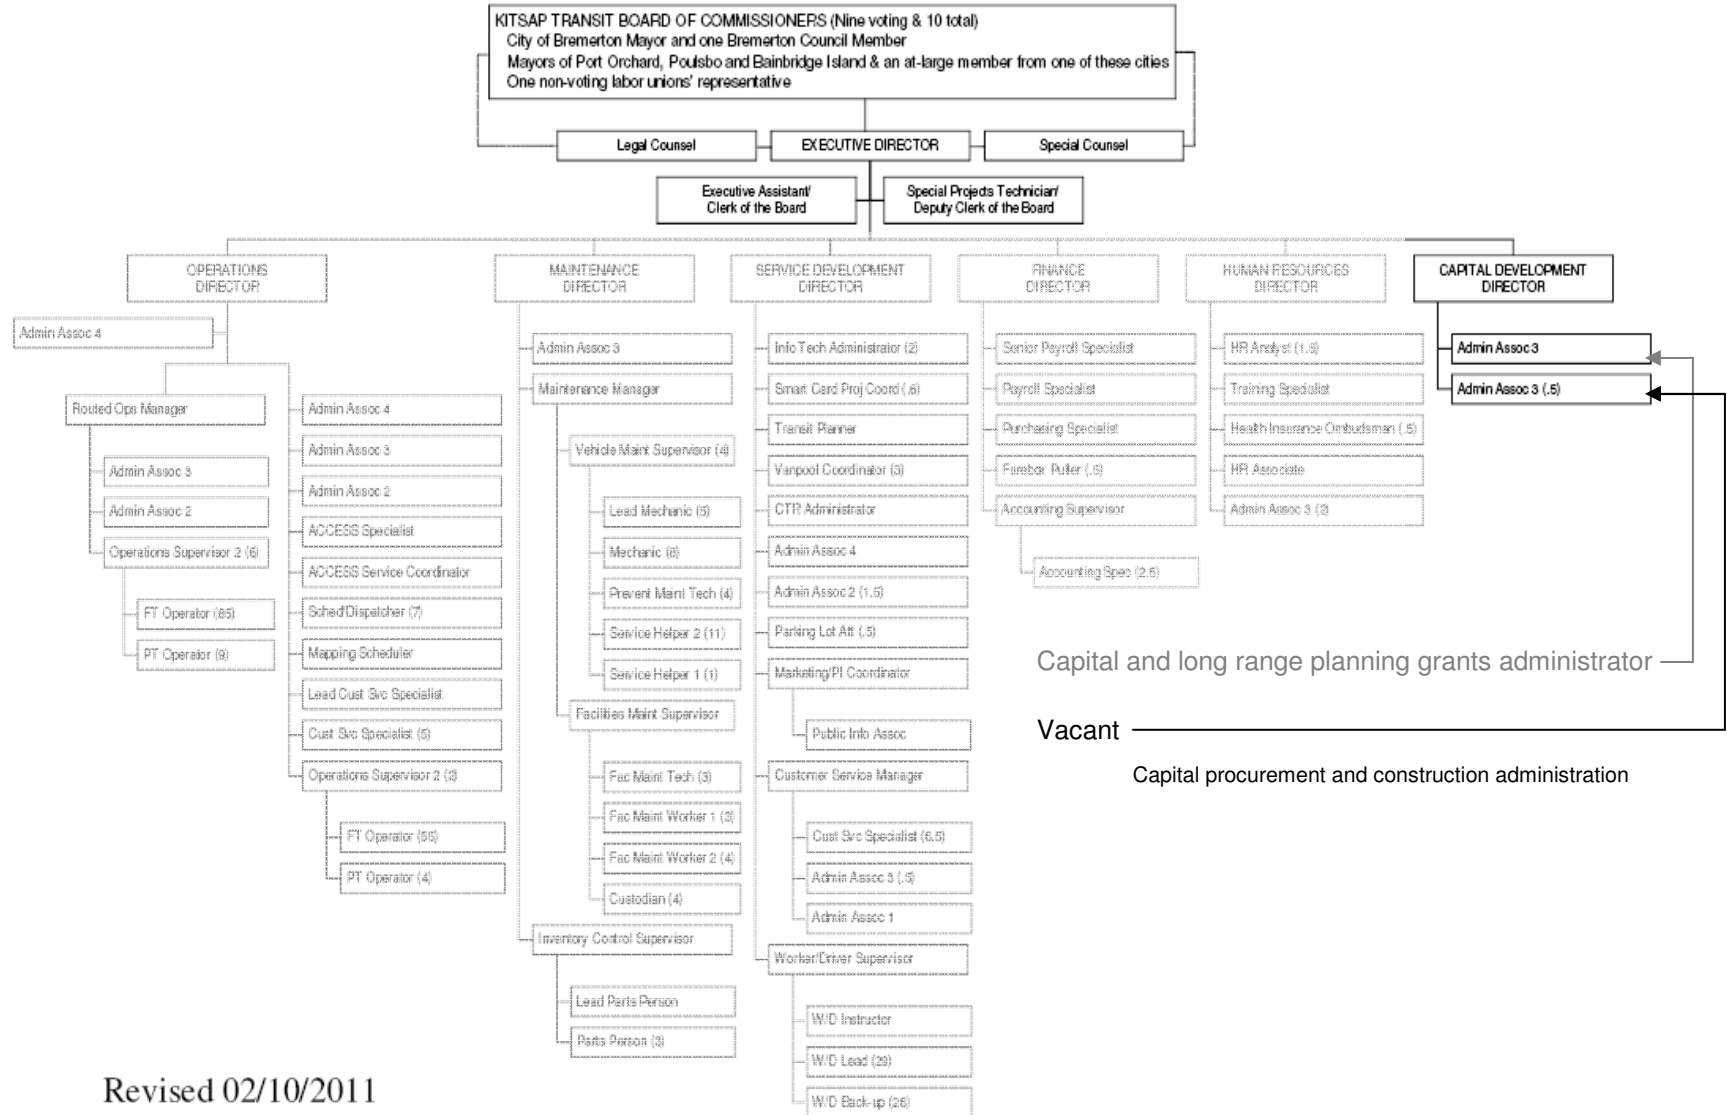 KITSAP TRANSIT BOARD OF COMMISSIONERS (Nine voting & 10 total)
City of Bremerton Mayor and one Bremerton Council Member
Mayors of Port Orchard, Poulsbo and Bainbridge Island & an at-large member from one of these cities
One non-voting labor unions' representative
Legal Counsel
EXECUTIVE DIRECTOR
Special Counsel
Executive Assistant/
Clerk of the Board
Special Projects Technician/
Deputy Clerk of the Board
OPERATIONS
DIRECTOR
Admin Assoc 4
Routed Ops Manager
Admin Assoc 3
Admin Assoc 2
Operations Supervisor 2 (6)
FT Operator (65)
PT Operator (9)
Admin Assoc 4
Admin Assoc 3
Admin Assoc 2
ACCESS Specialist
ACCESS Service Coordinator
Sched/Dispatcher (7)
Mapping Scheduler
Lead Cust Svc Specialist
Cust Svc Specialist (5)
Operations Supervisor 2 (2)
FT Operator (55)
PT Operator (4)
MAINTENANCE
DIRECTOR
Admin Assoc 3
Maintenance Manager
Vehicle Maint Supervisor (4)
Lead Mechanic (5)
Mechanic (8)
Prevent Maint Tech (4)
Service Helper 2 (11)
Service Helper 1 (1)
Facilities Maint Supervisor
Fac Maint Tech (3)
Fac Maint Worker 1 (3)
Fac Maint Worker 2 (4)
Custodian (4)
Inventory Control Supervisor
Lead Parts Person
Parts Person (3)
SERVICE DEVELOPMENT
DIRECTOR
Info Tech Administrator (2)
Smart Card Proj Coord (.6)
Transit Planner
Vanpool Coordinator (3)
CTR Administrator
Admin Assoc 4
Admin Assoc 2 (1.5)
Parking Lot Att (.5)
Marketing/PI Coordinator
Public Info Assoc
Customer Service Manager
Cust Svc Specialist (6.5)
Admin Assoc 3 (.5)
Admin Assoc 1
Worker/Driver Supervisor
W/D Instructor
W/D Lead (29)
W/D Back-up (26)
FINANCE
DIRECTOR
Senior Payroll Specialist
Payroll Specialist
Purchasing Specialist
Farebox Puller (.5)
Accounting Supervisor
Accounting Spec (2.5)
HUMAN RESOURCES
DIRECTOR
HR Analyst (1.5)
Training Specialist
Health Insurance Ombudsman (.5)
HR Associate
Admin Assoc 3 (2)
CAPITAL DEVELOPMENT
DIRECTOR
Admin Assoc 3
Admin Assoc 3 (.5)
Capital and long range planning grants administrator
Vacant
Capital procurement and construction administration
Revised 02/10/2011